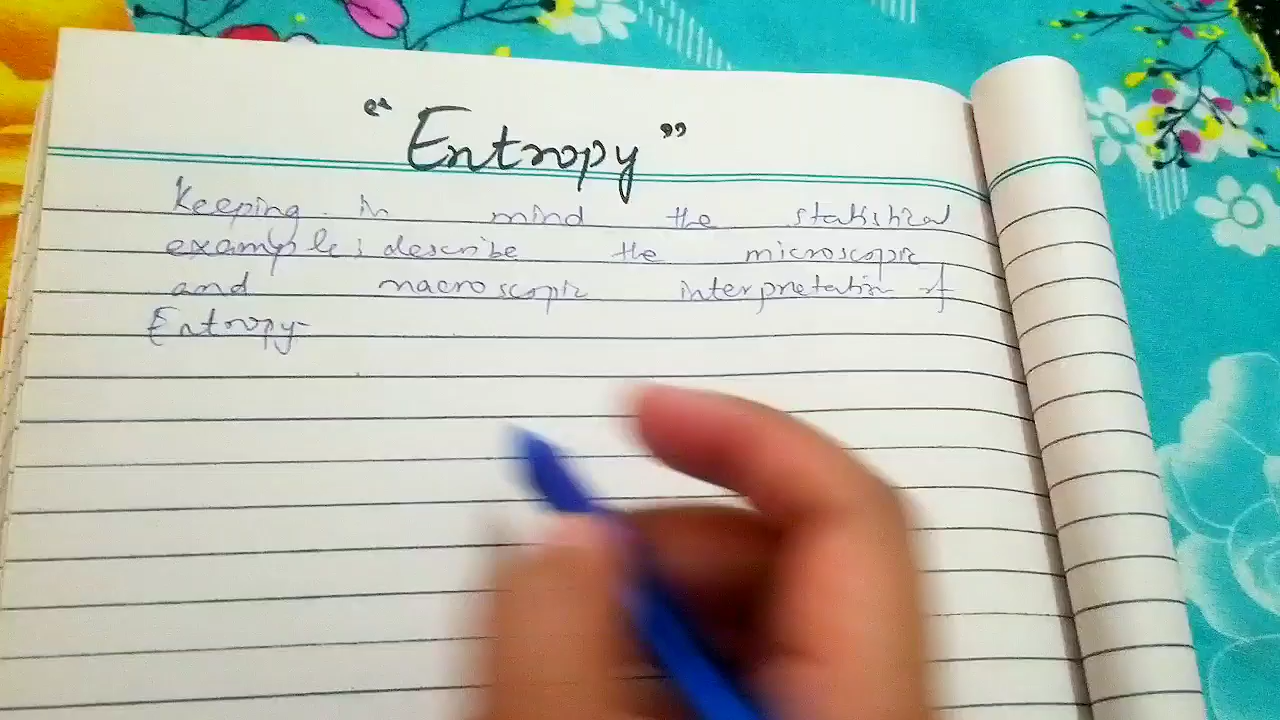 "Entropy"
Keeping in mind the statistical
example; describe the microscopic
and macroscopic interpretation of
Entropy